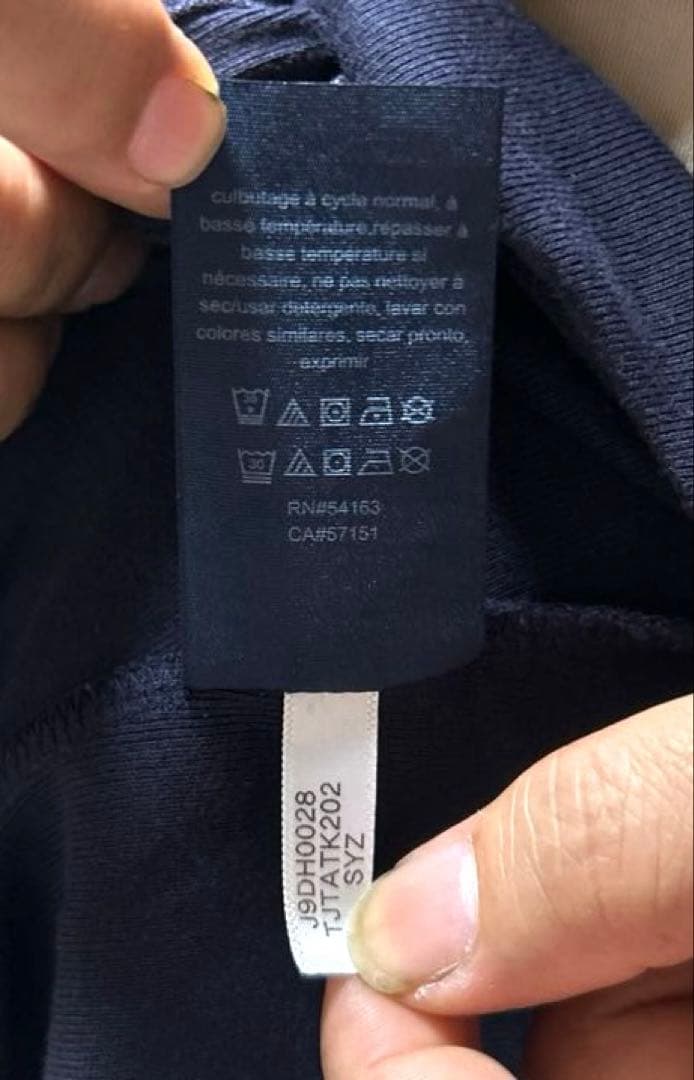 culbutage à cycle normal, à
basse température,repasser à
basse température si
nécessaire, ne pas nettoyer à
sec/usar detergente, lavar con
colores similares, secar pronto,
exprimir
30
RN#54163
CA#57151
J9DH0028
TJTATK202
SYZ